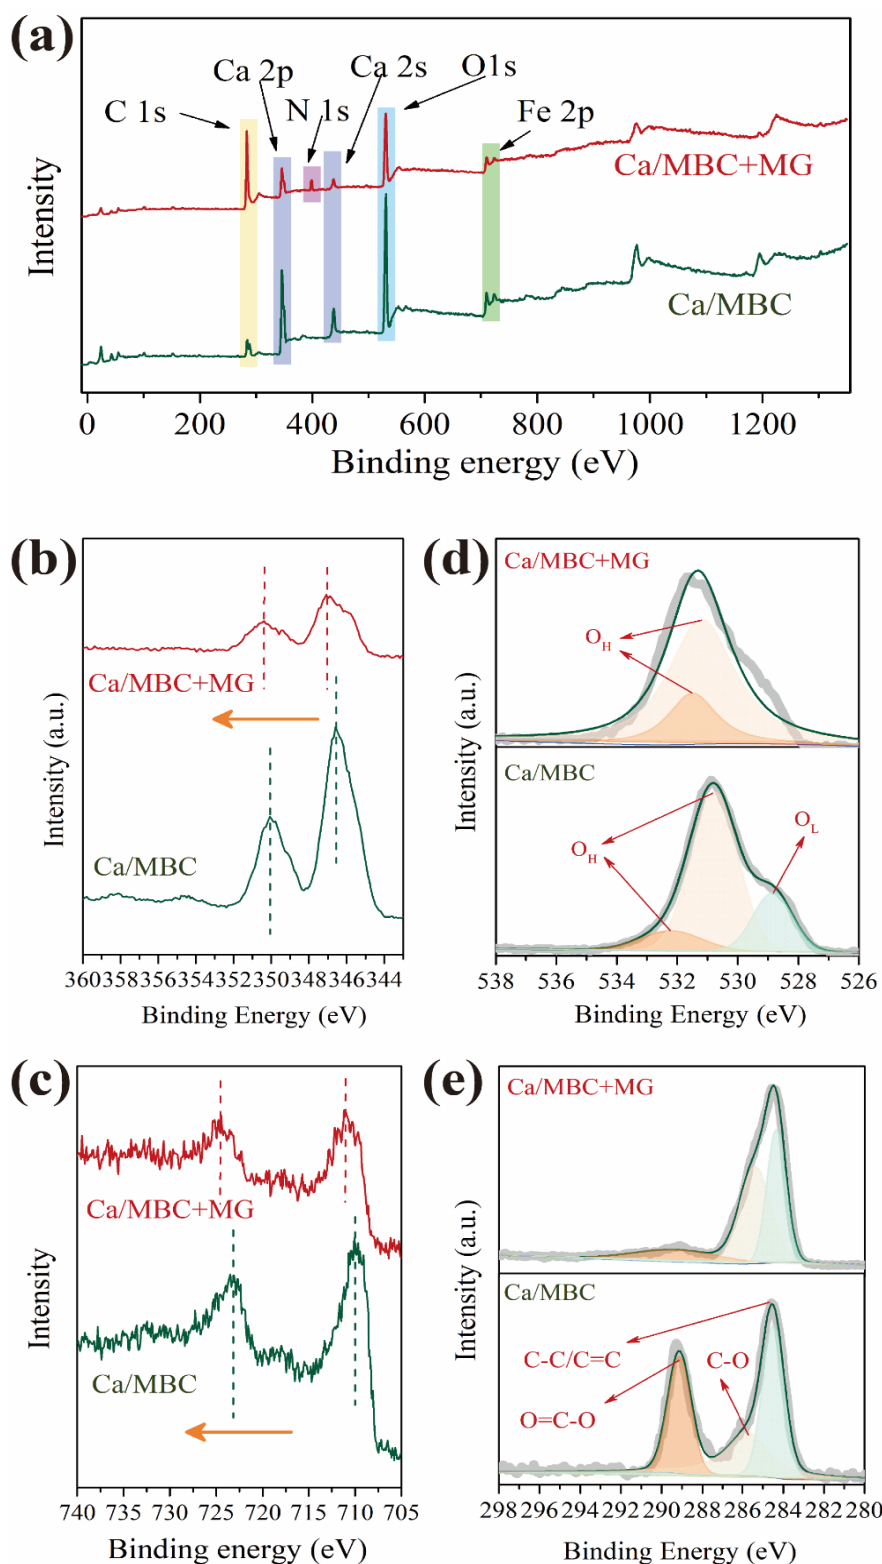 (a)
C 1s
Ca 2p
N 1s
Ca 2s
O1s
Fe 2p
Ca/MBC+MG
Ca/MBC
Intensity
0 200 400 600 800 1000 1200
Binding energy (eV)
(b)
Ca/MBC+MG
Ca/MBC
Intensity (a.u.)
360 358 356 354 352 350 348 346 344
Binding Energy (eV)
(d)
Ca/MBC+MG
OH
Ca/MBC
OH
OL
Intensity (a.u.)
538 536 534 532 530 528 526
Binding Energy (eV)
(c)
Ca/MBC+MG
Ca/MBC
Intensity
740 735 730 725 720 715 710 705
Binding energy (eV)
(e)
Ca/MBC+MG
Ca/MBC
C-C/C=C
C-O
O=C-O
Intensity (a.u.)
298 296 294 292 290 288 286 284 282 280
Binding Energy (eV)